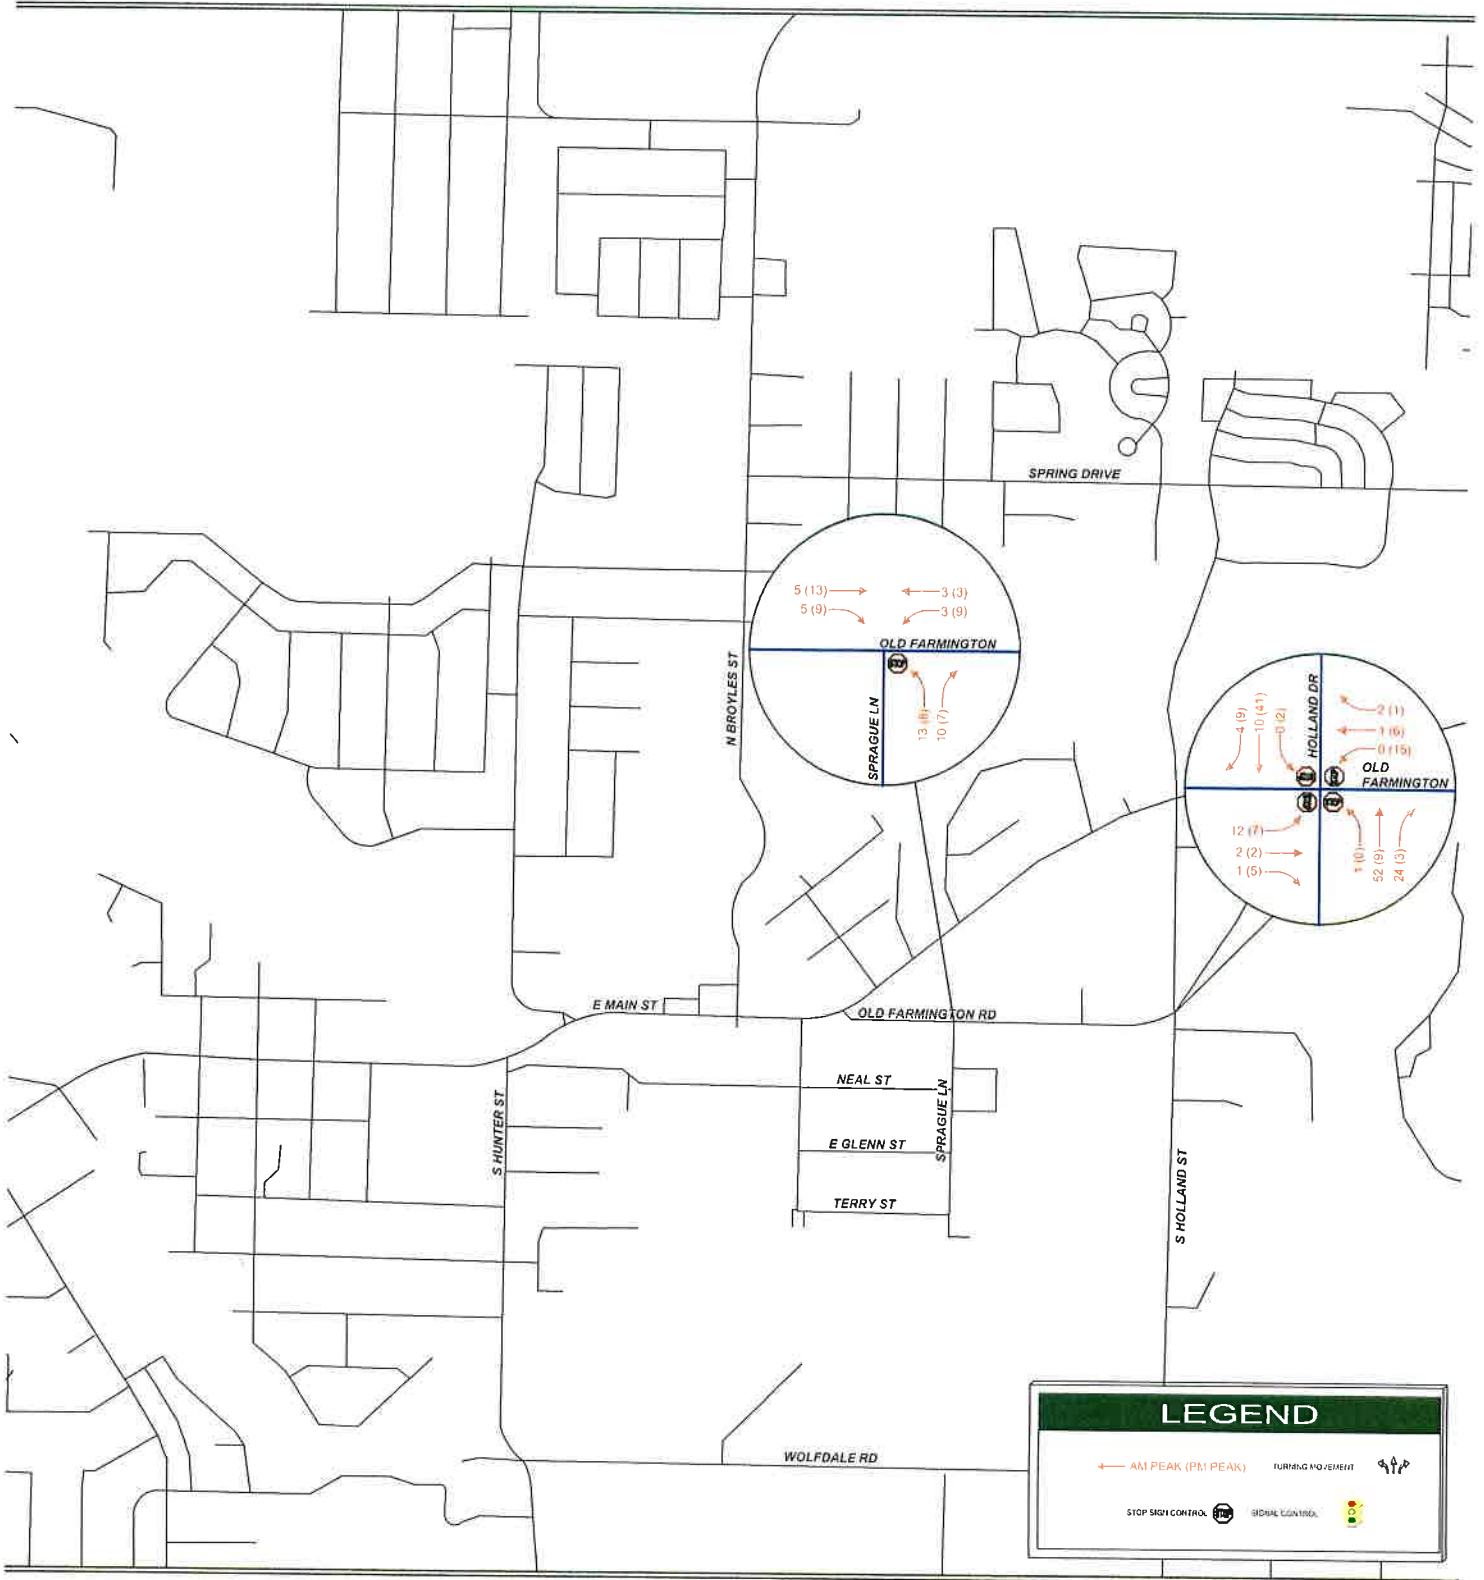 SPRING DRIVE
5 (13)
3 (3)
5 (9)
3 (9)
OLD FARMINGTON
N BROYLES ST
SPRAGUE LN
13 (8)
10 (7)
4 (9)
10 (41)
0 (2)
HOLLAND DR
2 (1)
1 (6)
0 (15)
OLD
FARMINGTON
12 (7)
2 (2)
1 (5)
1 (0)
52 (9)
24 (3)
E MAIN ST
OLD FARMINGTON RD
NEAL ST
SPRAGUE LN
E GLENN ST
S HUNTER ST
TERRY ST
S HOLLAND ST
WOLFDALE RD
LEGEND
AM PEAK (PM PEAK)
TURNING MOVEMENT
STOP SIGN CONTROL
STOP
SIGNAL CONTROL